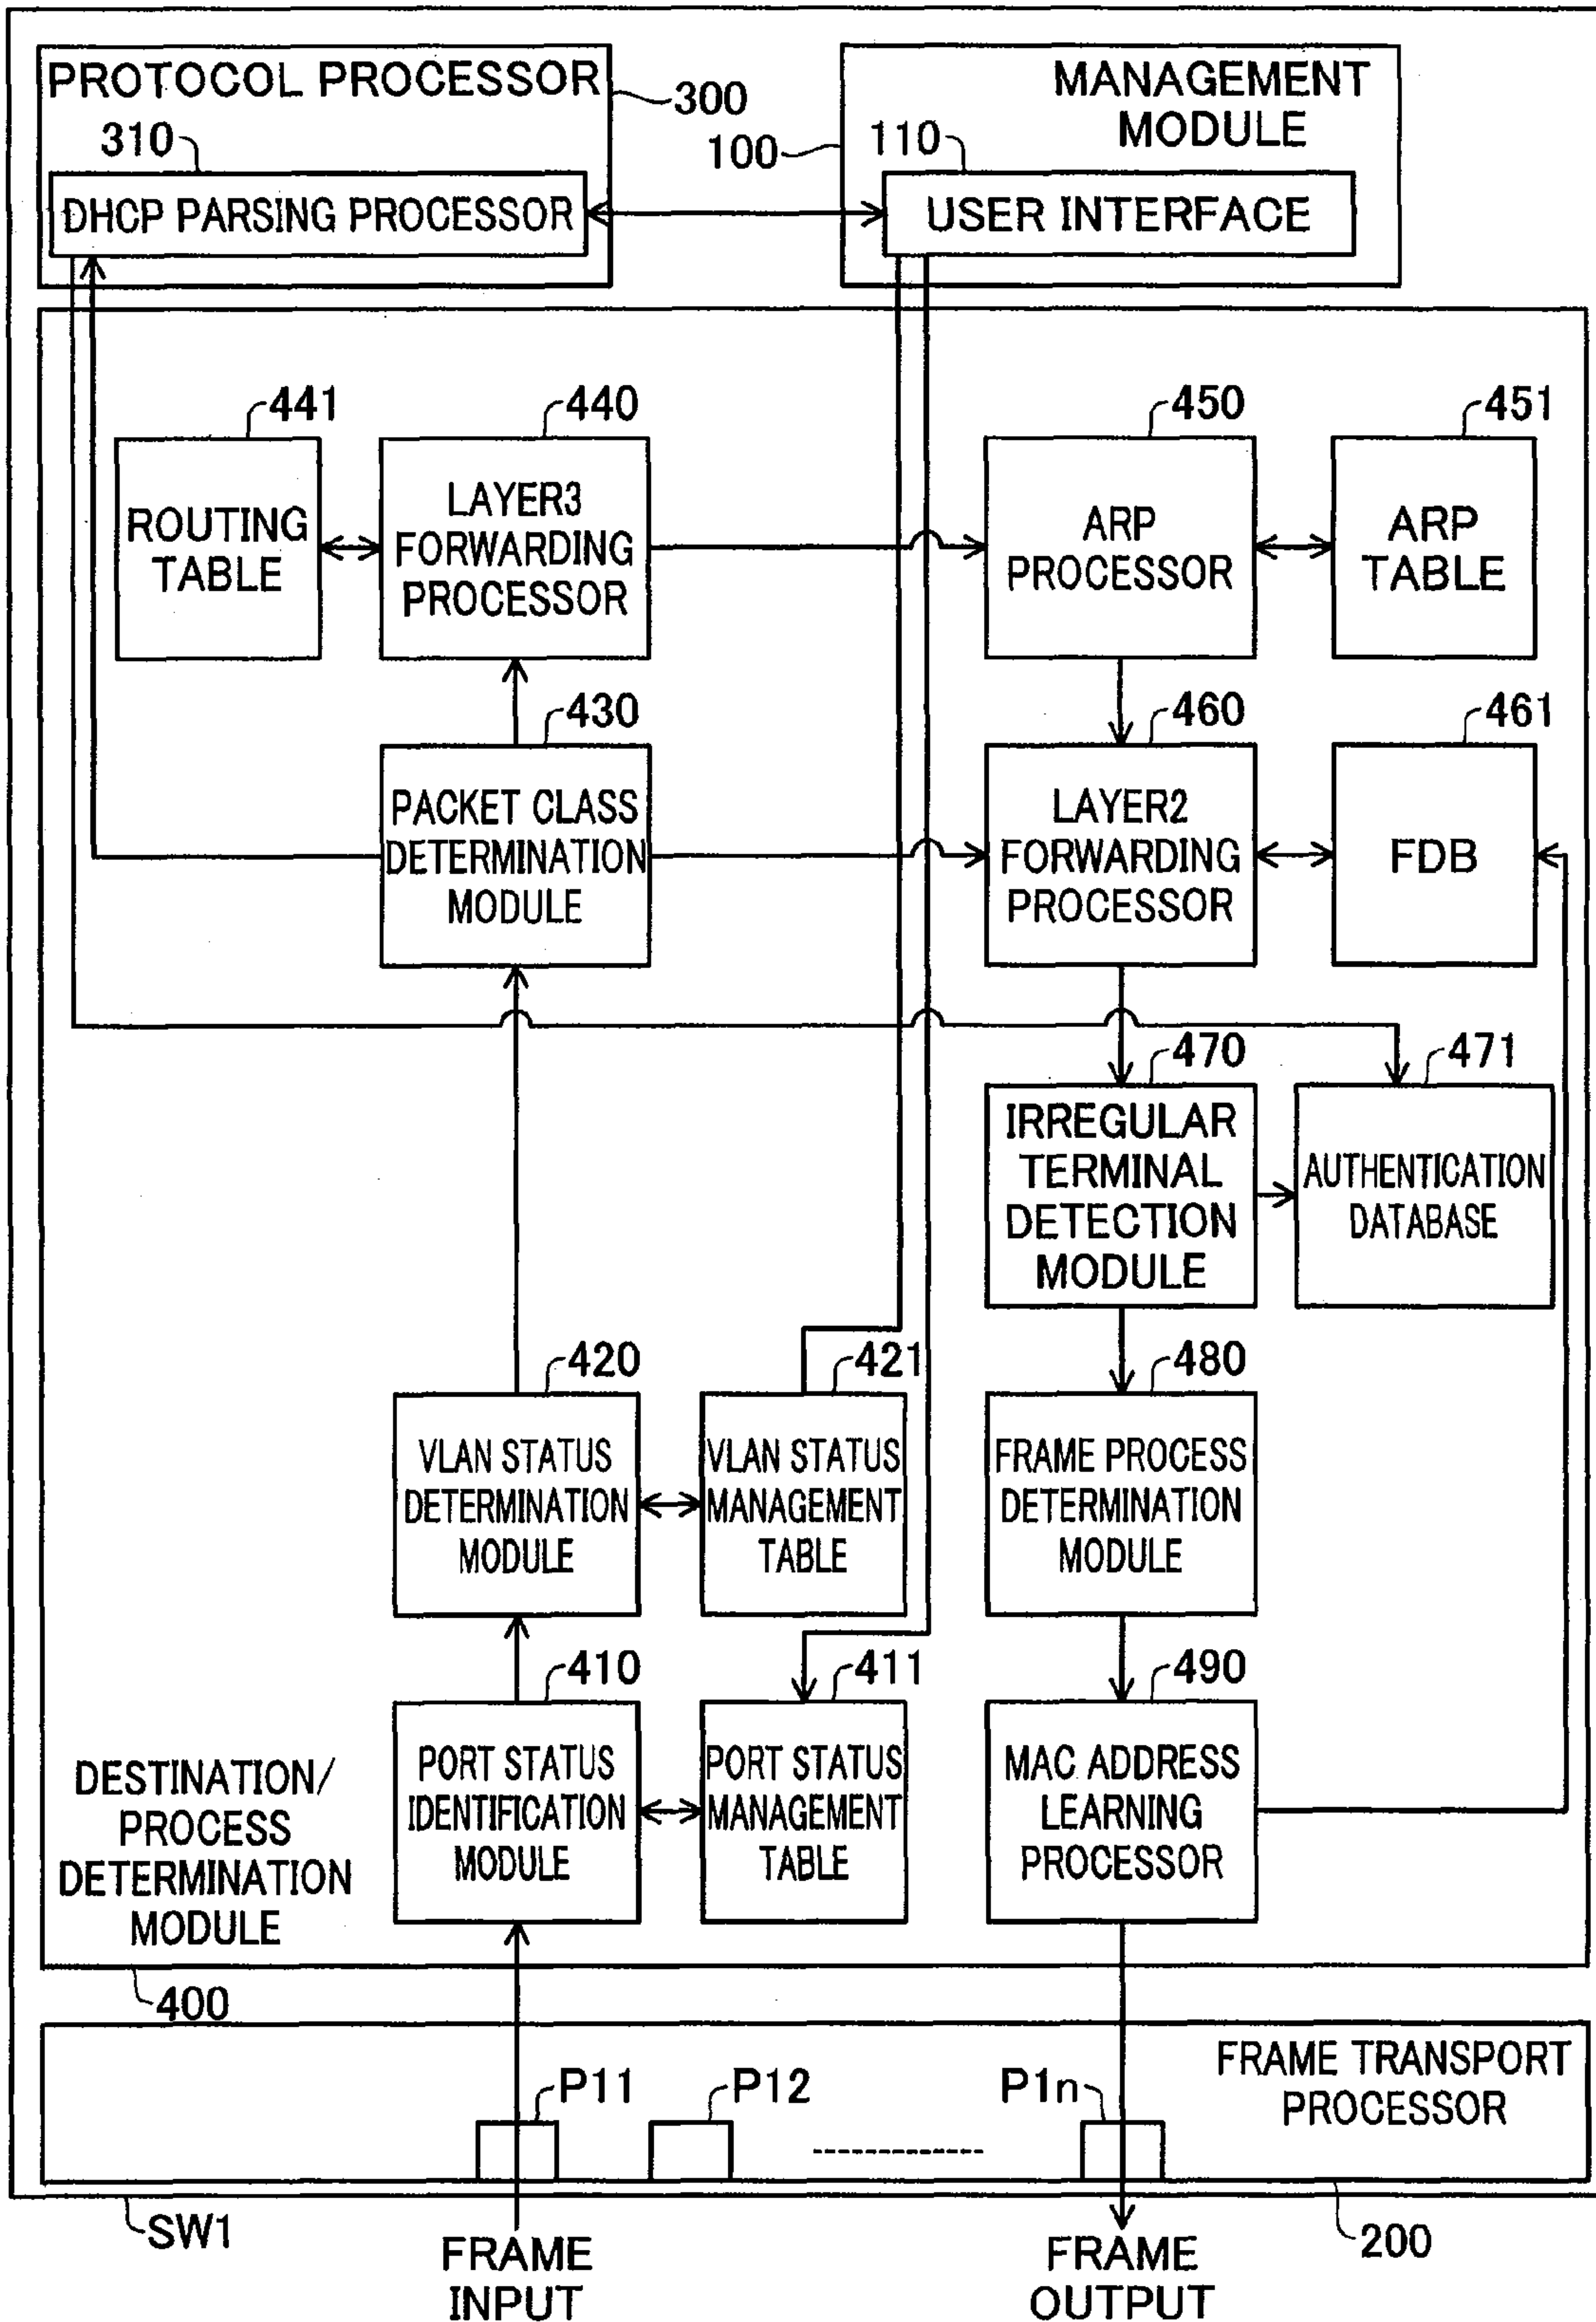 PROTOCOL PROCESSOR
300
310
DHCP PARSING PROCESSOR
MANAGEMENT
MODULE
100
110
USER INTERFACE
441
ROUTING
TABLE
440
LAYER3
FORWARDING
PROCESSOR
450
ARP
PROCESSOR
451
ARP
TABLE
430
PACKET CLASS
DETERMINATION
MODULE
460
LAYER2
FORWARDING
PROCESSOR
461
FDB
470
IRREGULAR
TERMINAL
DETECTION
MODULE
471
AUTHENTICATION
DATABASE
420
VLAN STATUS
DETERMINATION
MODULE
421
VLAN STATUS
MANAGEMENT
TABLE
480
FRAME PROCESS
DETERMINATION
MODULE
410
PORT STATUS
IDENTIFICATION
MODULE
411
PORT STATUS
MANAGEMENT
TABLE
490
MAC ADDRESS
LEARNING
PROCESSOR
DESTINATION/
PROCESS
DETERMINATION
MODULE
400
P11
P12
P1n
FRAME TRANSPORT
PROCESSOR
SW1
200
FRAME
INPUT
FRAME
OUTPUT